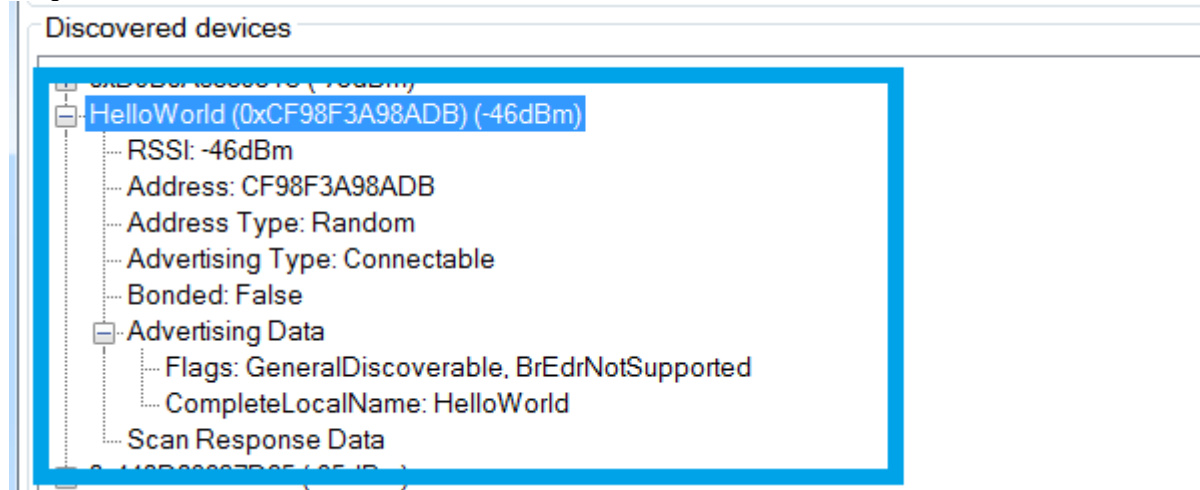 Discovered devices
HelloWorld (0xCF98F3A98ADB) (-46dBm)
RSSI: -46dBm
Address: CF98F3A98ADB
Address Type: Random
Advertising Type: Connectable
Bonded: False
Advertising Data
Flags: GeneralDiscoverable, BrEdrNotSupported
CompleteLocalName: HelloWorld
Scan Response Data